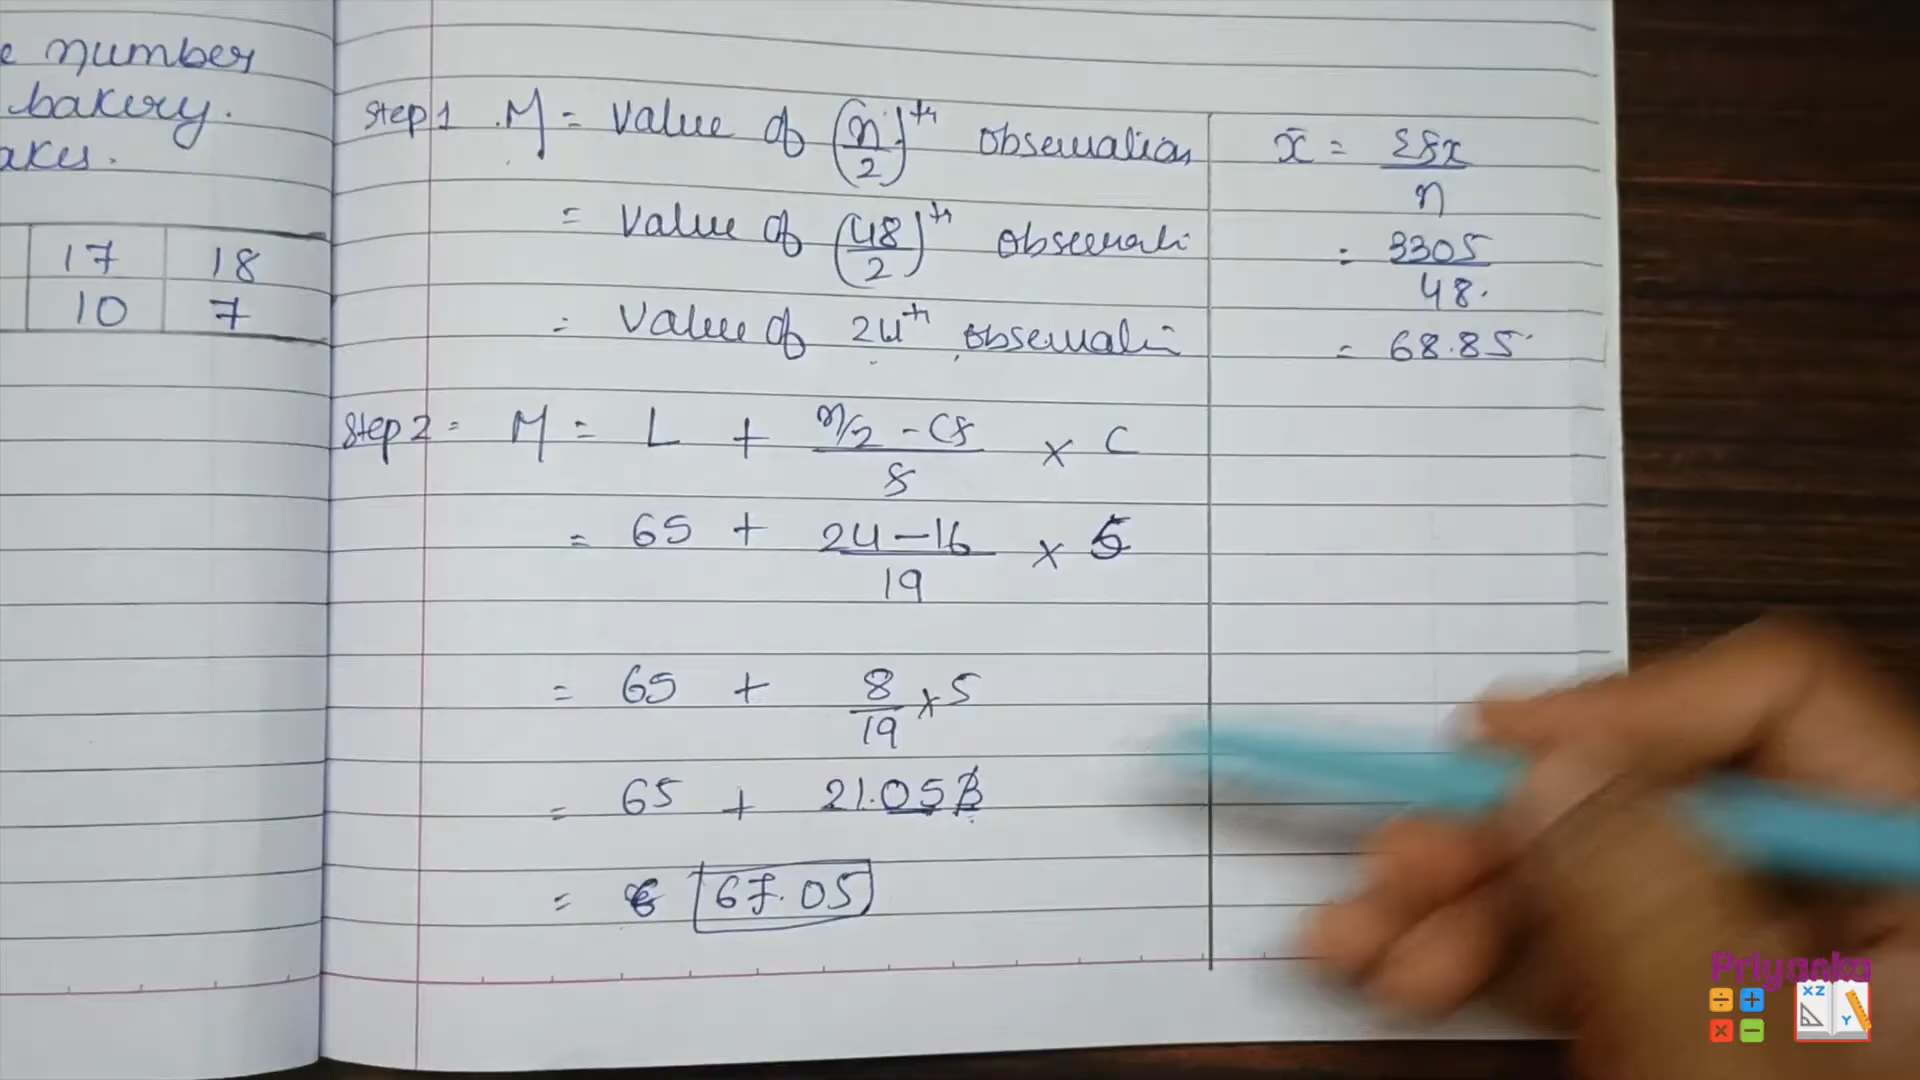 e number
bakery.
akes.
17 18
10 7
Step 1 M = Value of (n/2)th observation
= Value of (48/2)th observati
= Value of 24th observati
Step 2 = M = L + n/2 - cf / f × C
= 65 + 24 - 16 / 19 × 5
= 65 + 8/19 × 5
= 65 + 21.05
= 67.05
x̄ = Σfx / n
= 3305 / 48.
= 68.85
Priyanka
XZ
Y